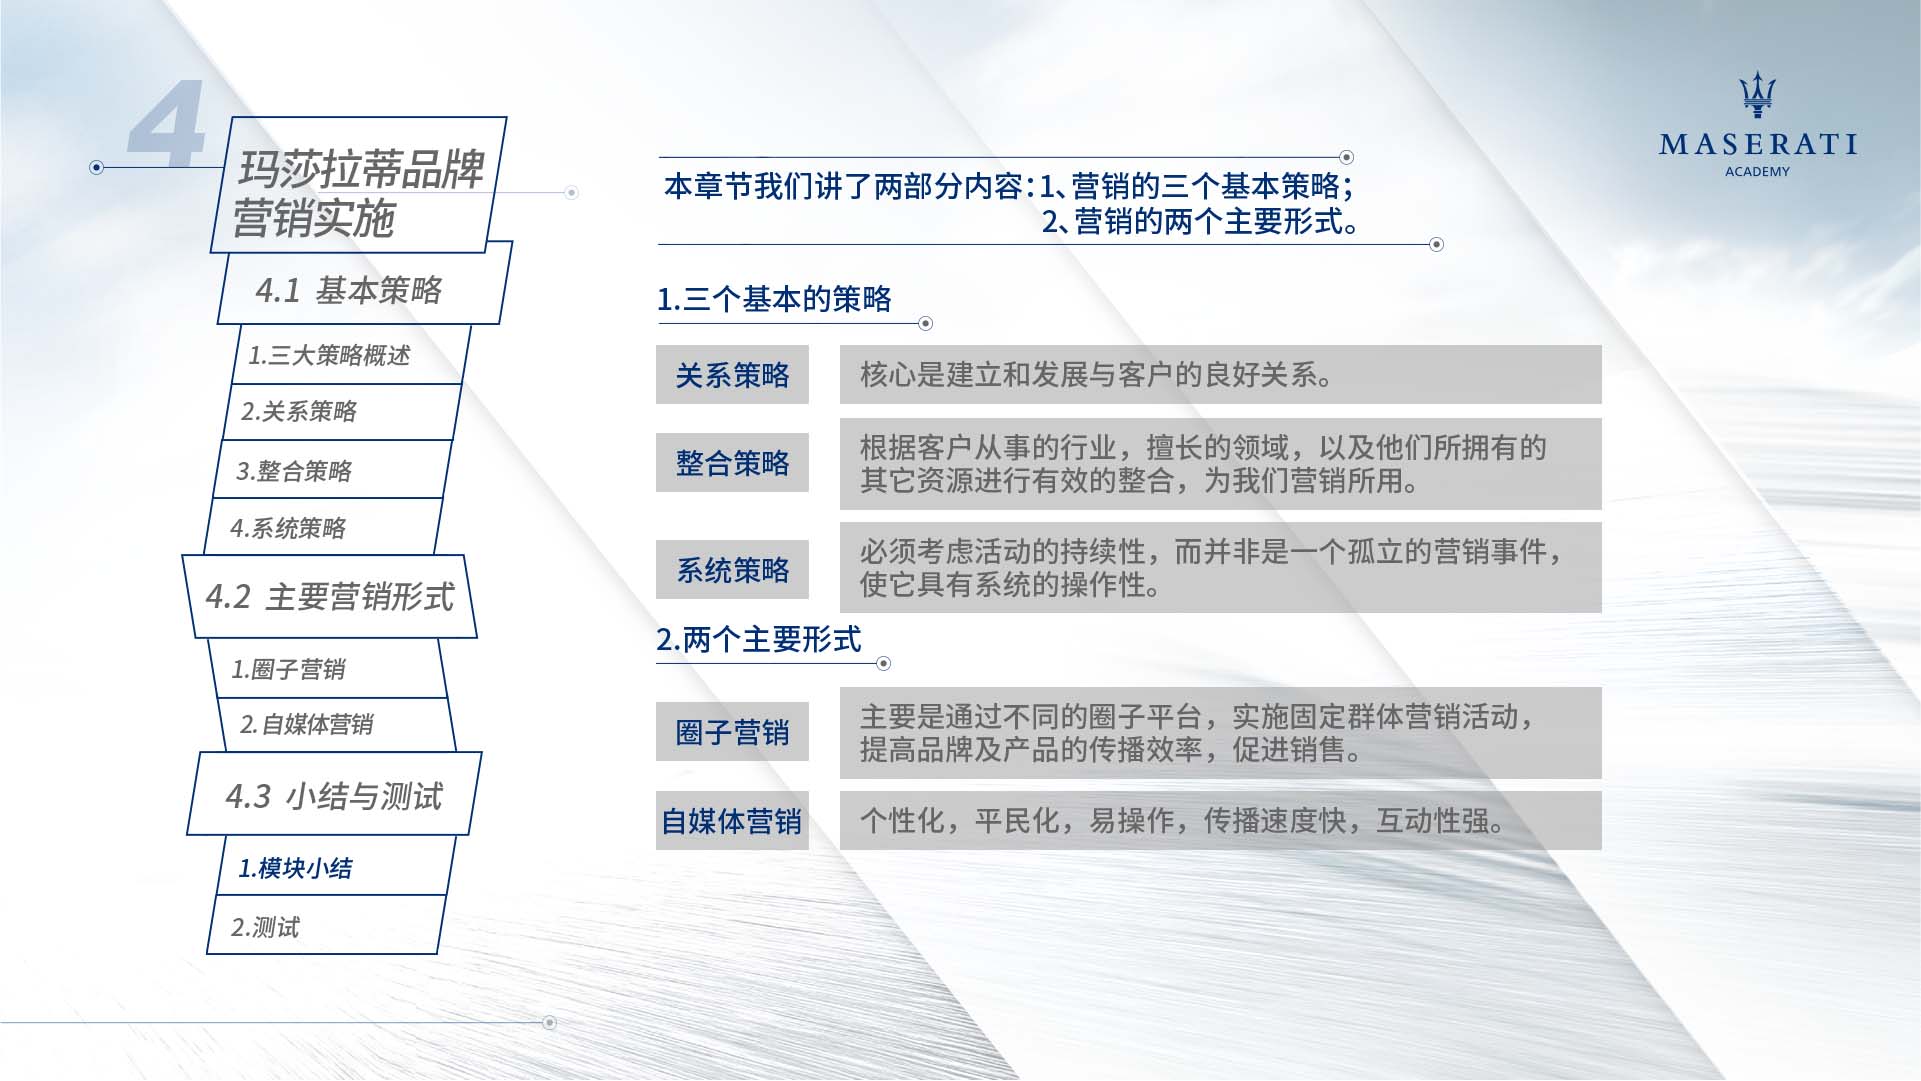 4
玛莎拉蒂品牌
营销实施
4.1 基本策略
1.三大策略概述
2.关系策略
3.整合策略
4.系统策略
4.2 主要营销形式
1.圈子营销
2.自媒体营销
4.3 小结与测试
1.模块小结
2.测试
MASERATI
ACADEMY
本章节我们讲了两部分内容：1、营销的三个基本策略；
2、营销的两个主要形式。
1.三个基本的策略
关系策略
核心是建立和发展与客户的良好关系。
整合策略
根据客户从事的行业，擅长的领域，以及他们所拥有的
其它资源进行有效的整合，为我们营销所用。
系统策略
必须考虑活动的持续性，而并非是一个孤立的营销事件，
使它具有系统的操作性。
2.两个主要形式
圈子营销
主要是通过不同的圈子平台，实施固定群体营销活动，
提高品牌及产品的传播效率，促进销售。
自媒体营销
个性化，平民化，易操作，传播速度快，互动性强。